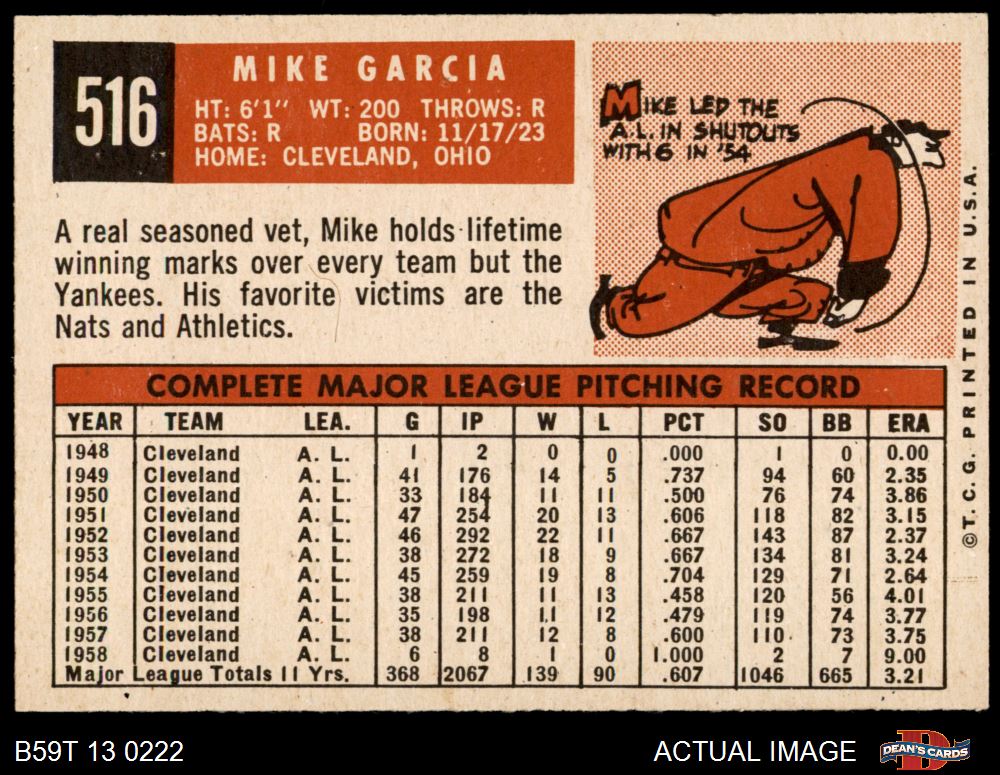 516
MIKE GARCIA
HT: 6'1" WT: 200 THROWS: R
BATS: R BORN: 11/17/23
HOME: CLEVELAND, OHIO
MIKE LED THE
A.L. IN SHUTOUTS
WITH 6 IN '54
A real seasoned vet, Mike holds lifetime
winning marks over every team but the
Yankees. His favorite victims are the
Nats and Athletics.
COMPLETE MAJOR LEAGUE PITCHING RECORD
YEAR TEAM LEA. G IP W L PCT SO BB ERA
1948 Cleveland A. L. 1 2 0 0 .000 1 0 0.00
1949 Cleveland A. L. 41 176 14 5 .737 94 60 2.35
1950 Cleveland A. L. 33 184 11 11 .500 76 74 3.86
1951 Cleveland A. L. 47 254 20 13 .606 118 82 3.15
1952 Cleveland A. L. 46 292 22 11 .667 143 87 2.37
1953 Cleveland A. L. 38 272 18 9 .667 134 81 3.24
1954 Cleveland A. L. 45 259 19 8 .704 129 71 2.64
1955 Cleveland A. L. 38 211 11 13 .458 120 56 4.01
1956 Cleveland A. L. 35 198 11 12 .479 119 74 3.77
1957 Cleveland A. L. 38 211 12 8 .600 110 73 3.75
1958 Cleveland A. L. 6 8 1 0 1.000 2 7 9.00
Major League Totals 11 Yrs. 368 2067 139 90 .607 1046 665 3.21
©T.C.G. PRINTED IN U.S.A.
B59T 13 0222
ACTUAL IMAGE
D
DEAN'S CARDS